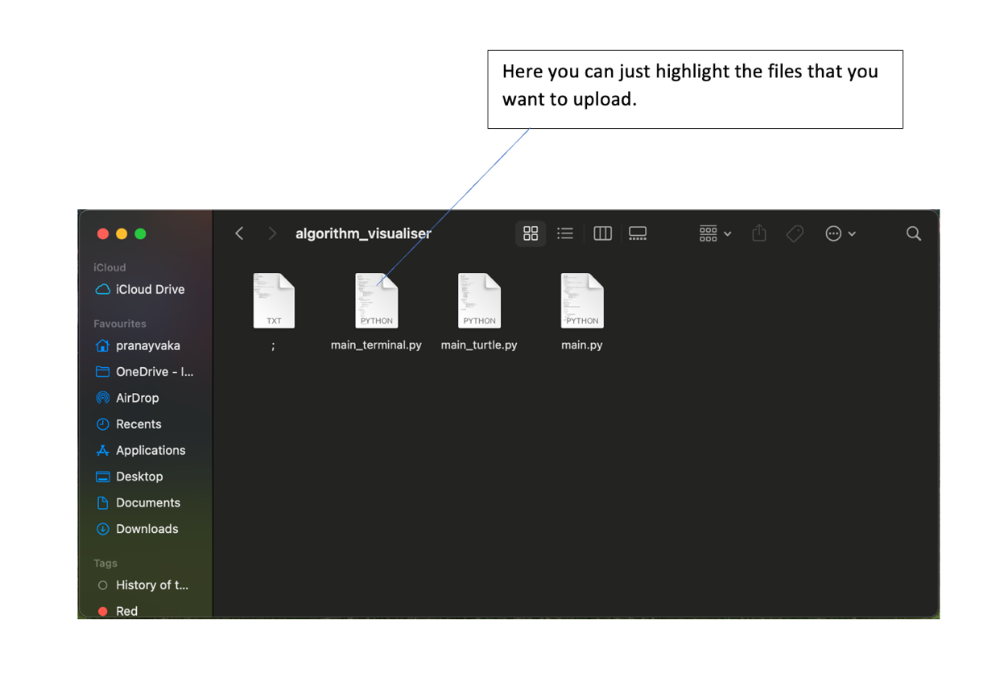 Here you can just highlight the files that you
want to upload.
algorithm_visualiser
iCloud
iCloud Drive
Favourites
pranayvaka
OneDrive - I...
AirDrop
Recents
Applications
Desktop
Documents
Downloads
Tags
History of t...
Red
TXT
PYTHON
PYTHON
PYTHON
;
main_terminal.py
main_turtle.py
main.py